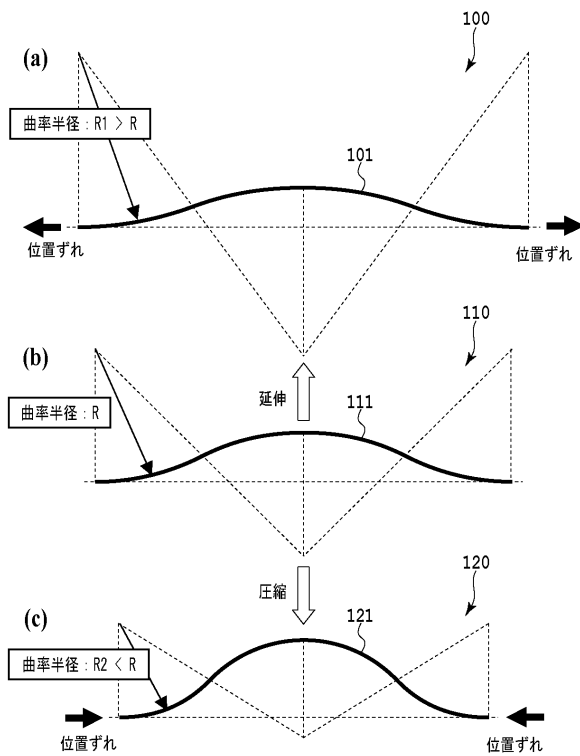 (a)
100
曲率半径：R1 > R
101
位置ずれ
位置ずれ
(b)
110
延伸
111
曲率半径：R
(c)
120
圧縮
121
曲率半径：R2 < R
位置ずれ
位置ずれ